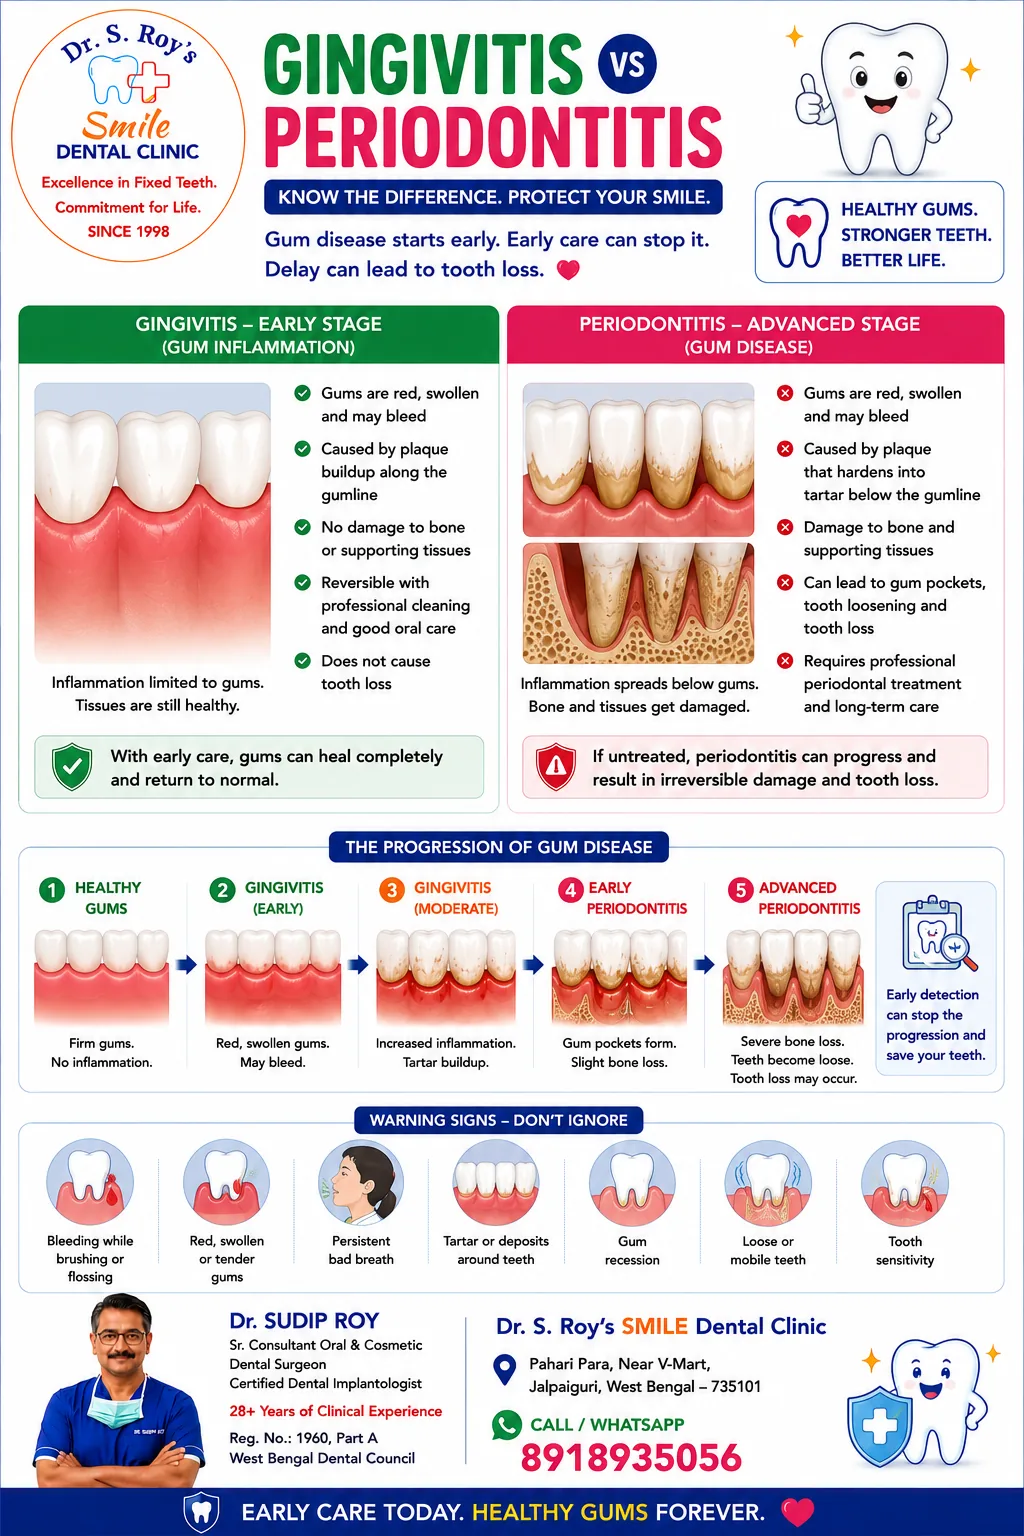 Dr. S. Roy's
Smile
DENTAL CLINIC
Excellence in Fixed Teeth.
Commitment for Life.
SINCE 1998
GINGIVITIS VS
PERIODONTITIS
KNOW THE DIFFERENCE. PROTECT YOUR SMILE.
Gum disease starts early. Early care can stop it.
Delay can lead to tooth loss.
HEALTHY GUMS.
STRONGER TEETH.
BETTER LIFE.
GINGIVITIS – EARLY STAGE
(GUM INFLAMMATION)
Gums are red, swollen
and may bleed
Caused by plaque
buildup along the
gumline
No damage to bone
or supporting tissues
Reversible with
professional cleaning
and good oral care
Does not cause
tooth loss
Inflammation limited to gums.
Tissues are still healthy.
With early care, gums can heal completely
and return to normal.
PERIODONTITIS – ADVANCED STAGE
(GUM DISEASE)
Gums are red, swollen
and may bleed
Caused by plaque
that hardens into
tartar below the gumline
Damage to bone and
supporting tissues
Can lead to gum pockets,
tooth loosening and
tooth loss
Requires professional
periodontal treatment
and long-term care
Inflammation spreads below gums.
Bone and tissues get damaged.
If untreated, periodontitis can progress and
result in irreversible damage and tooth loss.
THE PROGRESSION OF GUM DISEASE
1 HEALTHY
GUMS
Firm gums.
No inflammation.
2 GINGIVITIS
(EARLY)
Red, swollen gums.
May bleed.
3 GINGIVITIS
(MODERATE)
Increased inflammation.
Tartar buildup.
4 EARLY
PERIODONTITIS
Gum pockets form.
Slight bone loss.
5 ADVANCED
PERIODONTITIS
Severe bone loss.
Teeth become loose.
Tooth loss may occur.
Early detection
can stop the
progression and
save your teeth.
WARNING SIGNS – DON'T IGNORE
Bleeding while
brushing or
flossing
Red, swollen
or tender
gums
Persistent
bad breath
Tartar or deposits
around teeth
Gum
recession
Loose or
mobile teeth
Tooth
sensitivity
Dr. SUDIP ROY
Sr. Consultant Oral & Cosmetic
Dental Surgeon
Certified Dental Implantologist
28+ Years of Clinical Experience
Reg. No.: 1960, Part A
West Bengal Dental Council
Dr. S. Roy's SMILE Dental Clinic
Pahari Para, Near V-Mart,
Jalpaiguri, West Bengal – 735101
CALL / WHATSAPP
8918935056
EARLY CARE TODAY. HEALTHY GUMS FOREVER.